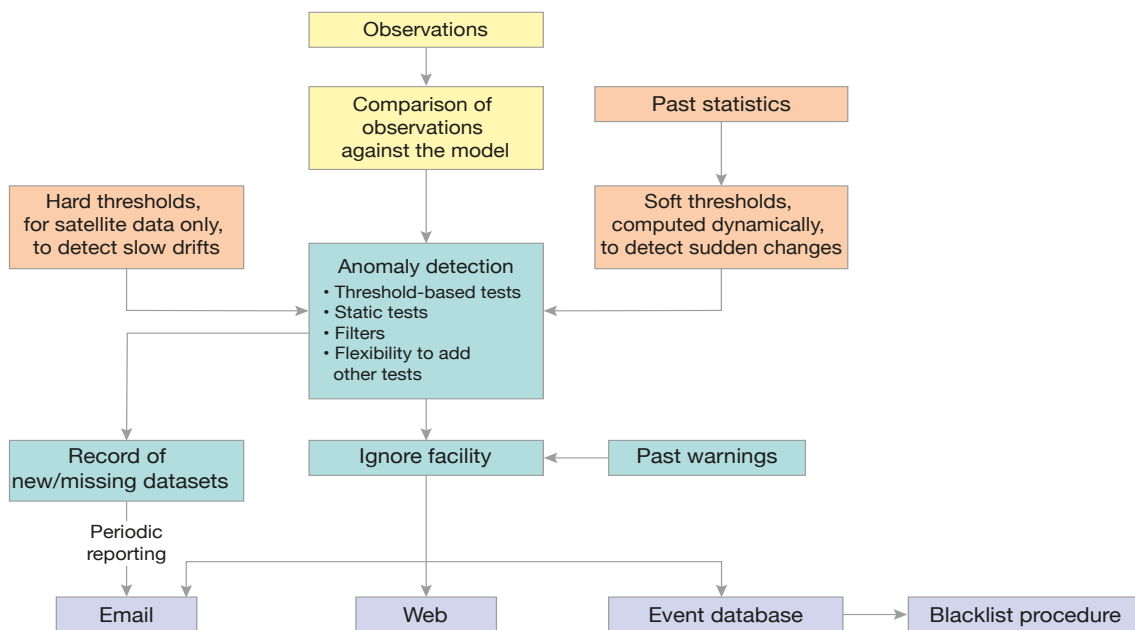 Observations
Comparison of
observations
against the model
Past statistics
Hard thresholds,
for satellite data only,
to detect slow drifts
Soft thresholds,
computed dynamically,
to detect sudden changes
Anomaly detection
• Threshold-based tests
• Static tests
• Filters
• Flexibility to add
other tests
Record of
new/missing datasets
Ignore facility
Past warnings
Periodic
reporting
Email
Web
Event database
Blacklist procedure